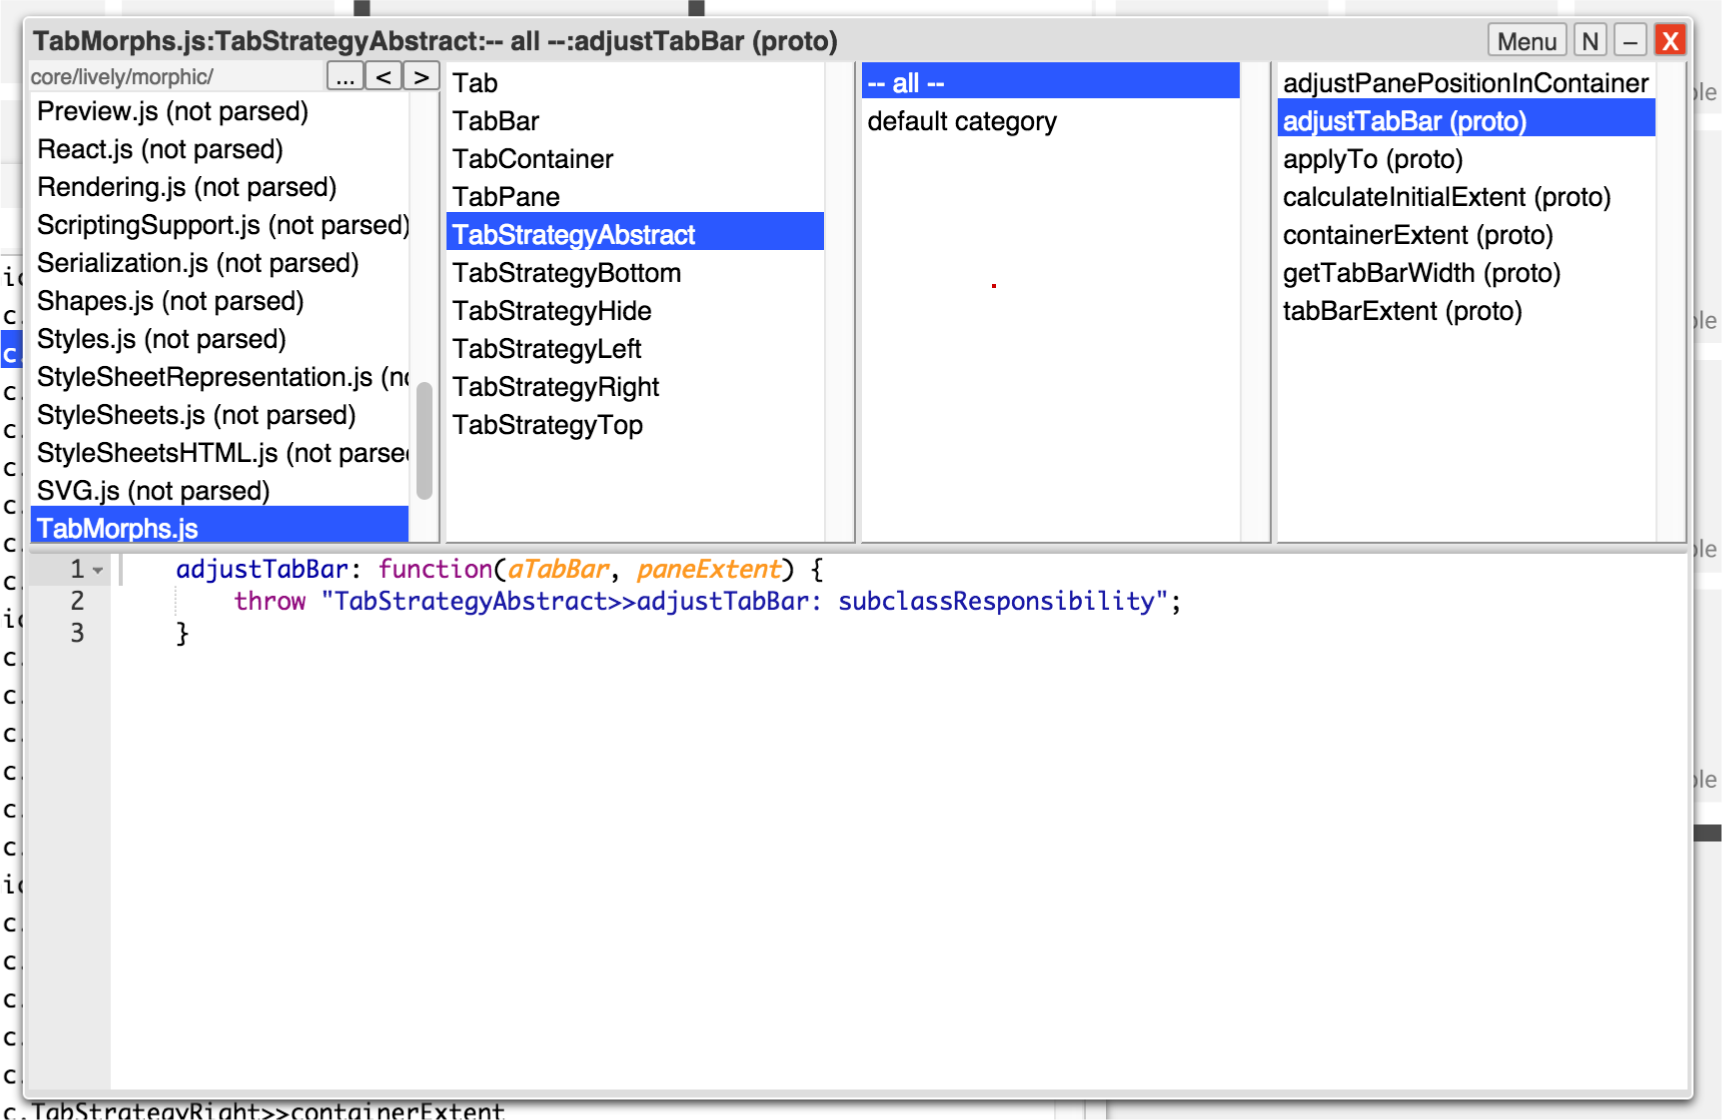 TabMorphs.js:TabStrategyAbstract:-- all --:adjustTabBar (proto)
Menu
N
–
X
core/lively/morphic/
...
<
>
Preview.js (not parsed)
React.js (not parsed)
Rendering.js (not parsed)
ScriptingSupport.js (not parsed)
Serialization.js (not parsed)
Shapes.js (not parsed)
Styles.js (not parsed)
StyleSheetRepresentation.js (no
StyleSheets.js (not parsed)
StyleSheetsHTML.js (not parse
SVG.js (not parsed)
TabMorphs.js
Tab
TabBar
TabContainer
TabPane
TabStrategyAbstract
TabStrategyBottom
TabStrategyHide
TabStrategyLeft
TabStrategyRight
TabStrategyTop
-- all --
default category
adjustPanePositionInContainer
adjustTabBar (proto)
applyTo (proto)
calculateInitialExtent (proto)
containerExtent (proto)
getTabBarWidth (proto)
tabBarExtent (proto)
1 adjustTabBar: function(aTabBar, paneExtent) {
2 throw "TabStrategyAbstract>>adjustTabBar: subclassResponsibility";
3 }
c.TabStrategyRight>>containerExtent